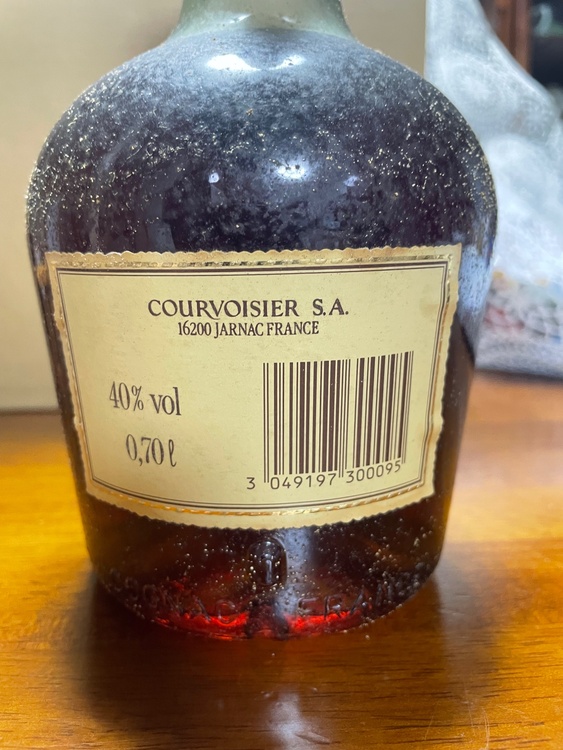 COURVOISIER S.A.
16200 JARNAC FRANCE
40% vol
0,70 ℓ
3 049197 300095